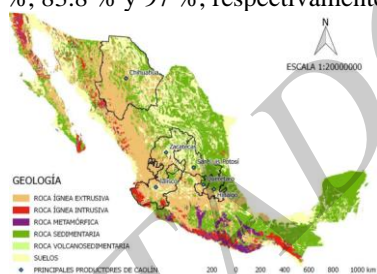 %, 83.8 % y 97 %, respectivamente
N
ESCALA 1:20000000
Chihuahua
Zacatecas
San Luis Potosí
Jalisco
Hidalgo
GEOLOGÍA
ROCA ÍGNEA EXTRUSIVA
ROCA ÍGNEA INTRUSIVA
ROCA METAMÓRFICA
ROCA SEDIMENTARIA
ROCA VOLCANOSEDIMENTARIA
SUELOS
PRINCIPALES PRODUCTORES DE CAOLÍN
200 0 200 400 600 800 1000 km